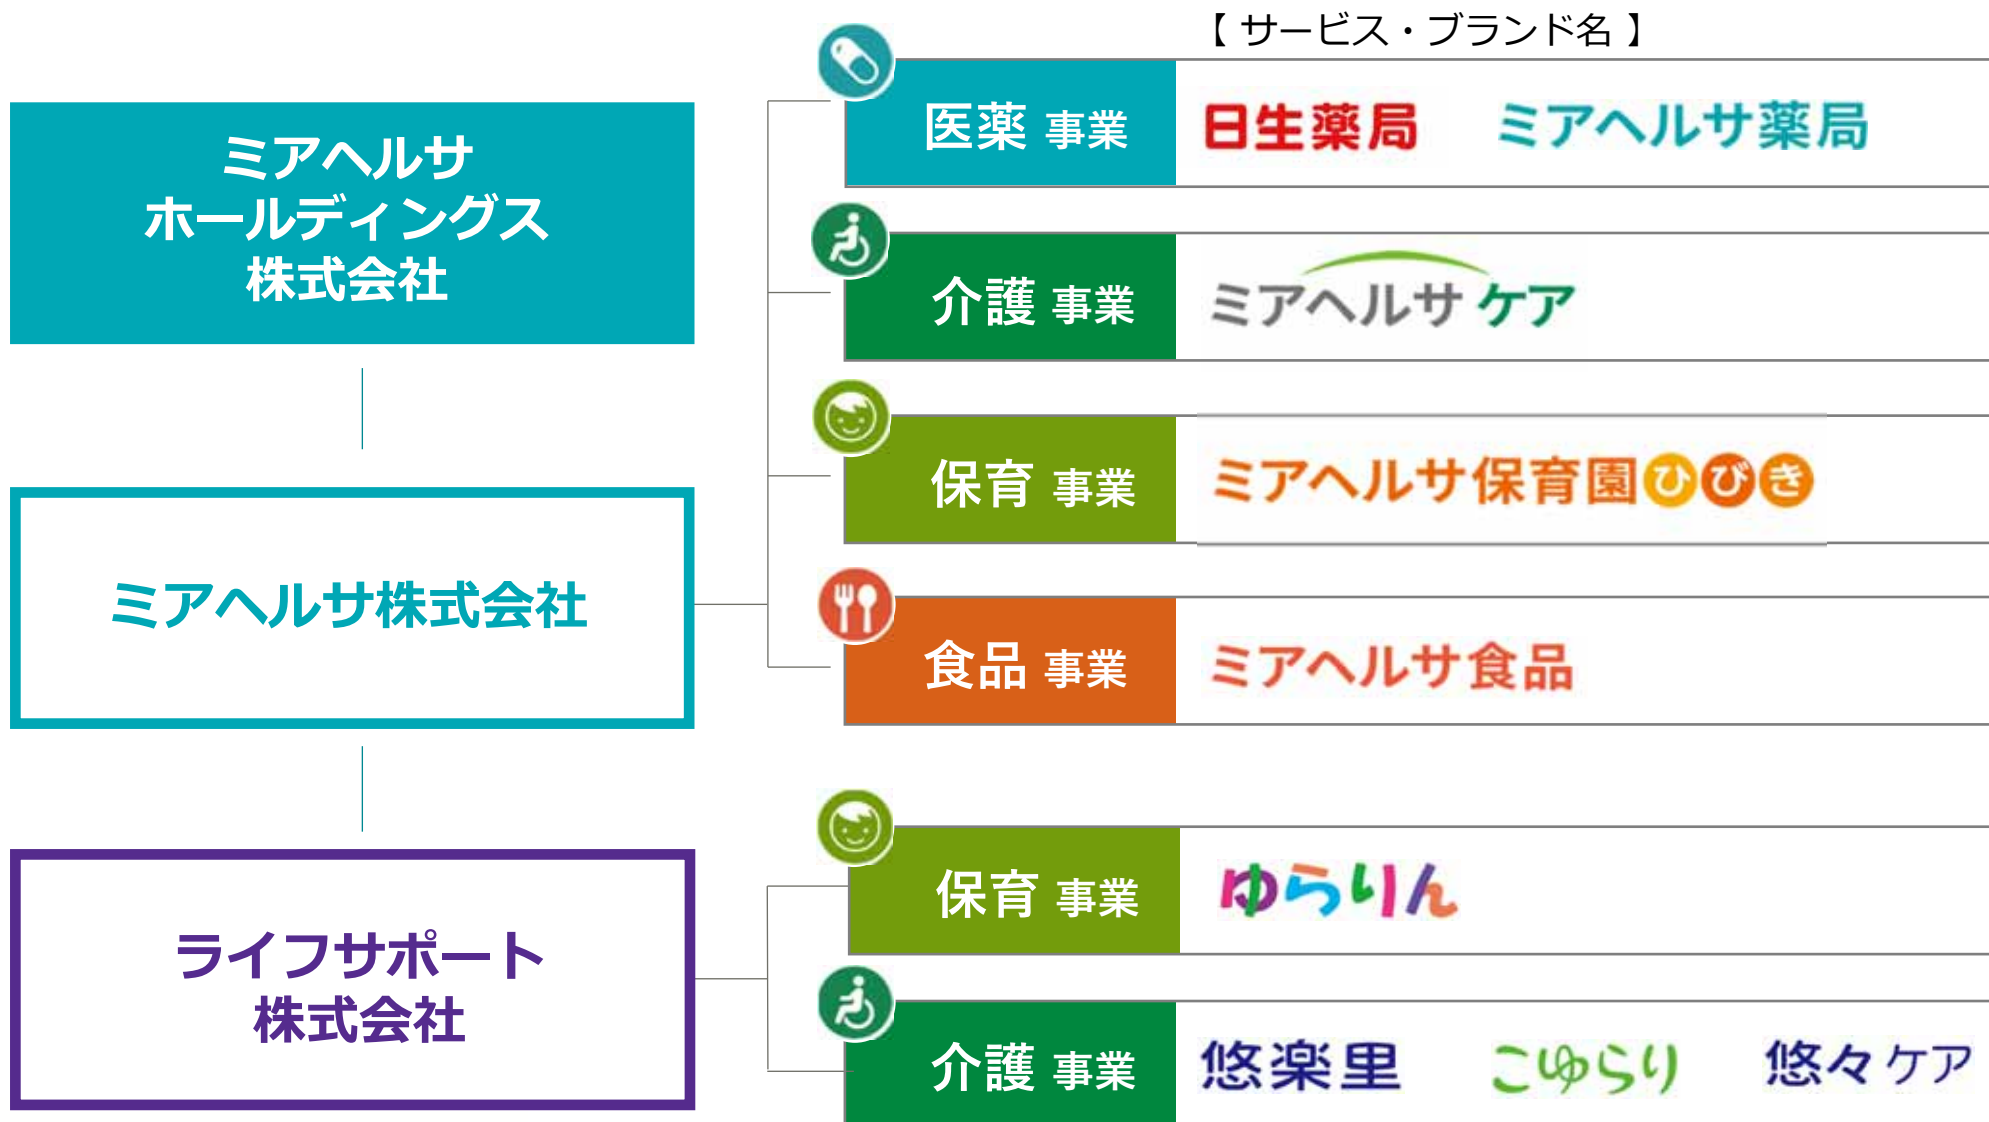 【 サービス・ブランド名 】
ミアヘルサ
ホールディングス
株式会社
医薬 事業
日生薬局
ミアヘルサ薬局
介護 事業
ミアヘルサ ケア
保育 事業
ミアヘルサ保育園ひびき
ミアヘルサ株式会社
食品 事業
ミアヘルサ食品
ライフサポート
株式会社
保育 事業
ゆらりん
介護 事業
悠楽里
こゆらり
悠々ケア